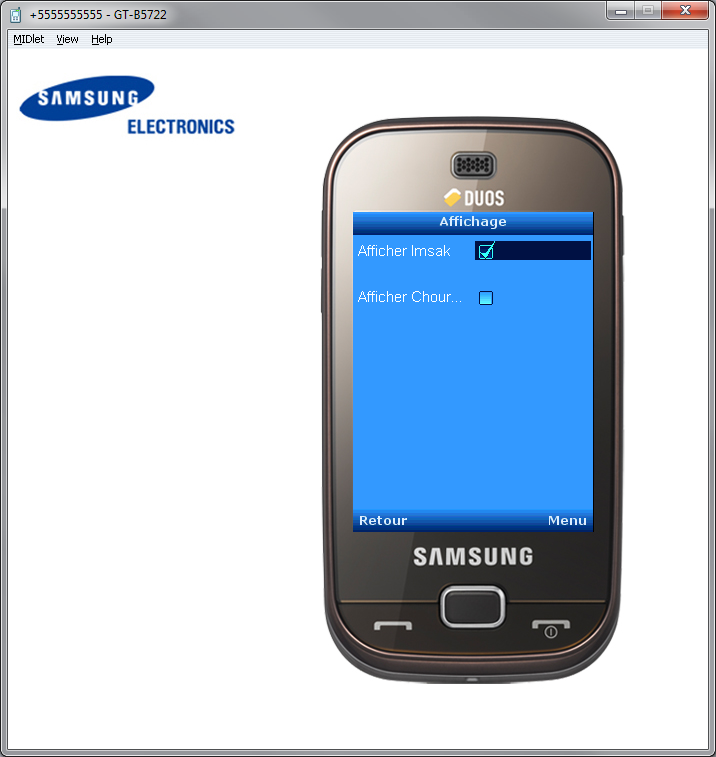 +5555555555 - GT-B5722
MIDlet View Help
SAMSUNG
ELECTRONICS
DUOS
Affichage
Afficher Imsak
Afficher Chour...
Retour Menu
SAMSUNG